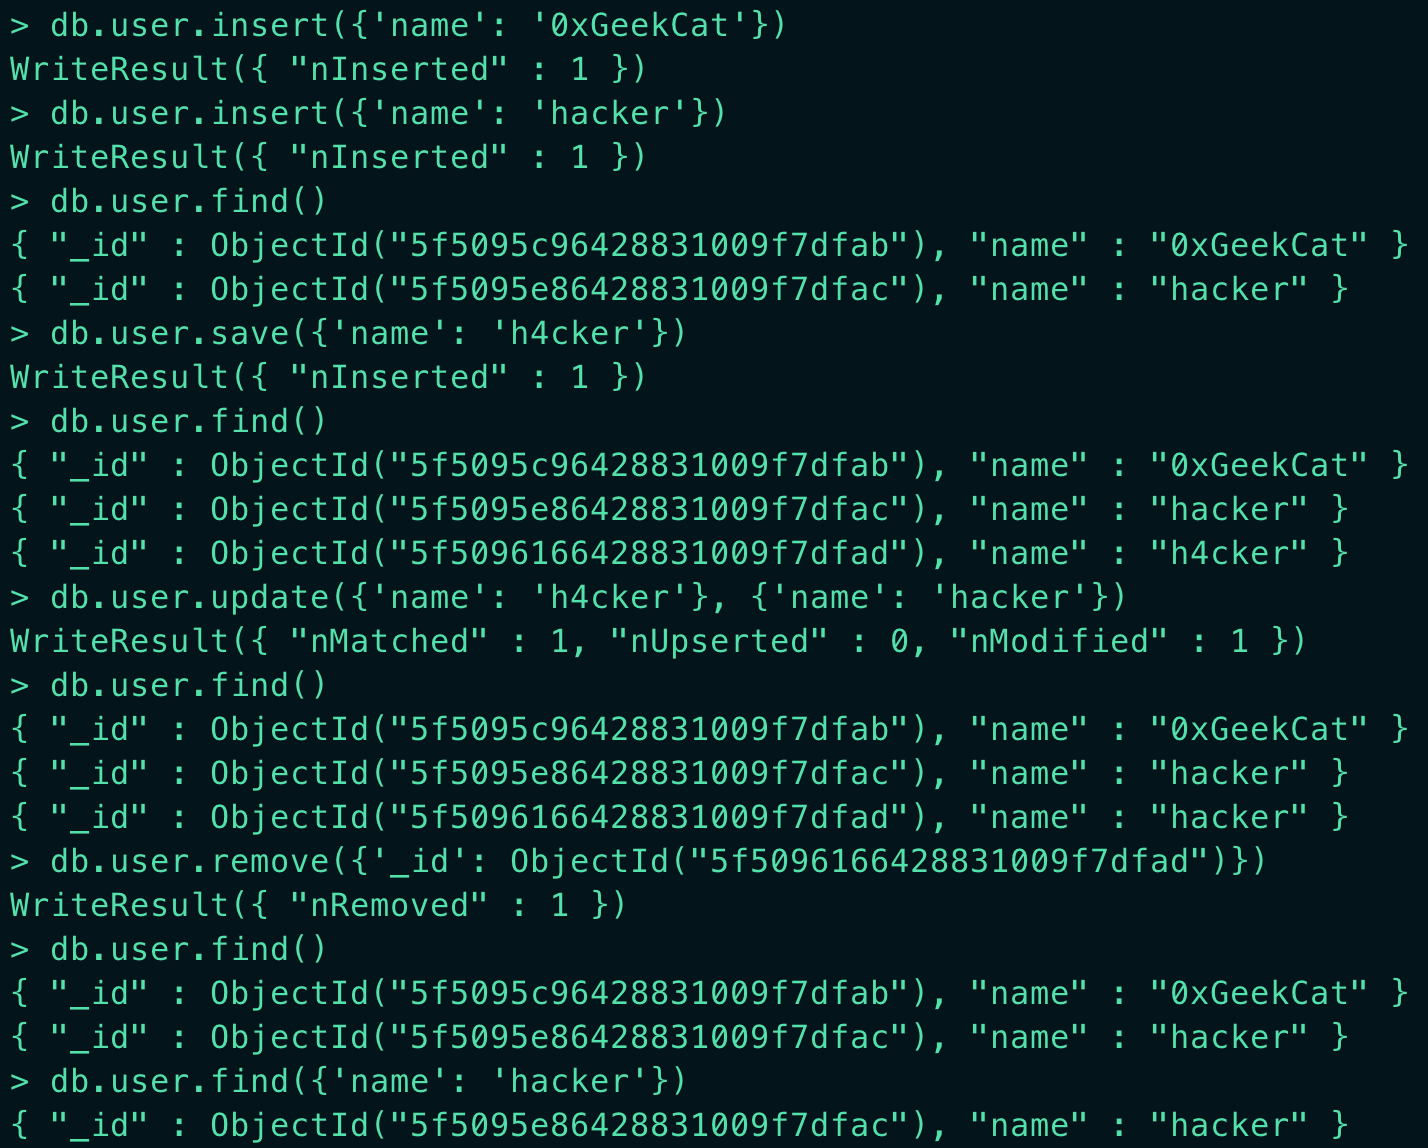 > db.user.insert({'name': '0xGeekCat'})
WriteResult({ "nInserted" : 1 })
> db.user.insert({'name': 'hacker'})
WriteResult({ "nInserted" : 1 })
> db.user.find()
{ "_id" : ObjectId("5f5095c96428831009f7dfab"), "name" : "0xGeekCat" }
{ "_id" : ObjectId("5f5095e86428831009f7dfac"), "name" : "hacker" }
> db.user.save({'name': 'h4cker'})
WriteResult({ "nInserted" : 1 })
> db.user.find()
{ "_id" : ObjectId("5f5095c96428831009f7dfab"), "name" : "0xGeekCat" }
{ "_id" : ObjectId("5f5095e86428831009f7dfac"), "name" : "hacker" }
{ "_id" : ObjectId("5f5096166428831009f7dfad"), "name" : "h4cker" }
> db.user.update({'name': 'h4cker'}, {'name': 'hacker'})
WriteResult({ "nMatched" : 1, "nUpserted" : 0, "nModified" : 1 })
> db.user.find()
{ "_id" : ObjectId("5f5095c96428831009f7dfab"), "name" : "0xGeekCat" }
{ "_id" : ObjectId("5f5095e86428831009f7dfac"), "name" : "hacker" }
{ "_id" : ObjectId("5f5096166428831009f7dfad"), "name" : "hacker" }
> db.user.remove({'_id': ObjectId("5f5096166428831009f7dfad")})
WriteResult({ "nRemoved" : 1 })
> db.user.find()
{ "_id" : ObjectId("5f5095c96428831009f7dfab"), "name" : "0xGeekCat" }
{ "_id" : ObjectId("5f5095e86428831009f7dfac"), "name" : "hacker" }
> db.user.find({'name': 'hacker'})
{ "_id" : ObjectId("5f5095e86428831009f7dfac"), "name" : "hacker" }